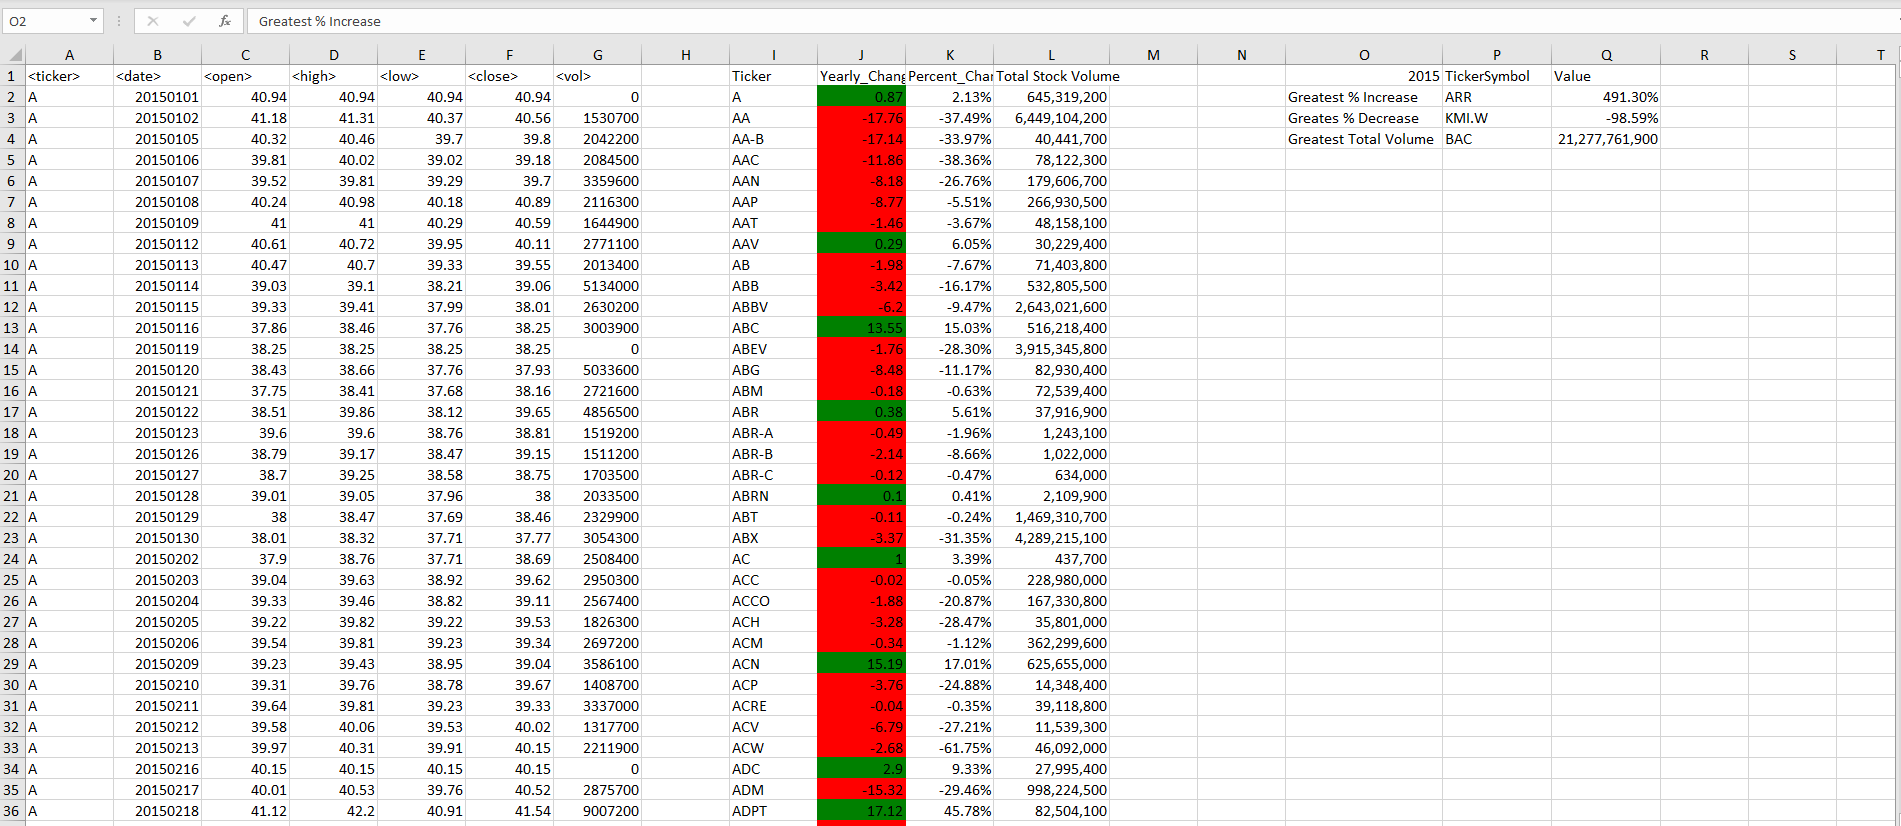 O2 fx Greatest % Increase
A B C D E F G H I J K L M N O P Q R S T
1 <ticker> <date> <open> <high> <low> <close> <vol> Ticker Yearly_Chang Percent_Char Total Stock Volume 2015 TickerSymbol Value
2 A 20150101 40.94 40.94 40.94 40.94 0 A 0.87 2.13% 645,319,200 Greatest % Increase ARR 491.30%
3 A 20150102 41.18 41.31 40.37 40.56 1530700 AA -17.76 -37.49% 6,449,104,200 Greates % Decrease KMI.W -98.59%
4 A 20150105 40.32 40.46 39.7 39.8 2042200 AA-B -17.14 -33.97% 40,441,700 Greatest Total Volume BAC 21,277,761,900
5 A 20150106 39.81 40.02 39.02 39.18 2084500 AAC -11.86 -38.36% 78,122,300
6 A 20150107 39.52 39.81 39.29 39.7 3359600 AAN -8.18 -26.76% 179,606,700
7 A 20150108 40.24 40.98 40.18 40.89 2116300 AAP -8.77 -5.51% 266,930,500
8 A 20150109 41 41 40.29 40.59 1644900 AAT -1.46 -3.67% 48,158,100
9 A 20150112 40.61 40.72 39.95 40.11 2771100 AAV 0.29 6.05% 30,229,400
10 A 20150113 40.47 40.7 39.33 39.55 2013400 AB -1.98 -7.67% 71,403,800
11 A 20150114 39.03 39.1 38.21 39.06 5134000 ABB -3.42 -16.17% 532,805,500
12 A 20150115 39.33 39.41 37.99 38.01 2630200 ABBV -6.2 -9.47% 2,643,021,600
13 A 20150116 37.86 38.46 37.76 38.25 3003900 ABC 13.55 15.03% 516,218,400
14 A 20150119 38.25 38.25 38.25 38.25 0 ABEV -1.76 -28.30% 3,915,345,800
15 A 20150120 38.43 38.66 37.76 37.93 5033600 ABG -8.48 -11.17% 82,930,400
16 A 20150121 37.75 38.41 37.68 38.16 2721600 ABM -0.18 -0.63% 72,539,400
17 A 20150122 38.51 39.86 38.12 39.65 4856500 ABR 0.38 5.61% 37,916,900
18 A 20150123 39.6 39.6 38.76 38.81 1519200 ABR-A -0.49 -1.96% 1,243,100
19 A 20150126 38.79 39.17 38.47 39.15 1511200 ABR-B -2.14 -8.66% 1,022,000
20 A 20150127 38.7 39.25 38.58 38.75 1703500 ABR-C -0.12 -0.47% 634,000
21 A 20150128 39.01 39.05 37.96 38 2033500 ABRN 0.1 0.41% 2,109,900
22 A 20150129 38 38.47 37.69 38.46 2329900 ABT -0.11 -0.24% 1,469,310,700
23 A 20150130 38.01 38.32 37.71 37.77 3054300 ABX -3.37 -31.35% 4,289,215,100
24 A 20150202 37.9 38.76 37.71 38.69 2508400 AC 1 3.39% 437,700
25 A 20150203 39.04 39.63 38.92 39.62 2950300 ACC -0.02 -0.05% 228,980,000
26 A 20150204 39.33 39.46 38.82 39.11 2567400 ACCO -1.88 -20.87% 167,330,800
27 A 20150205 39.22 39.82 39.22 39.53 1826300 ACH -3.28 -28.47% 35,801,000
28 A 20150206 39.54 39.81 39.23 39.34 2697200 ACM -0.34 -1.12% 362,299,600
29 A 20150209 39.23 39.43 38.95 39.04 3586100 ACN 15.19 17.01% 625,655,000
30 A 20150210 39.31 39.76 38.78 39.67 1408700 ACP -3.76 -24.88% 14,348,400
31 A 20150211 39.64 39.81 39.23 39.33 3337000 ACRE -0.04 -0.35% 39,118,800
32 A 20150212 39.58 40.06 39.53 40.02 1317700 ACV -6.79 -27.21% 11,539,300
33 A 20150213 39.97 40.31 39.91 40.15 2211900 ACW -2.68 -61.75% 46,092,000
34 A 20150216 40.15 40.15 40.15 40.15 0 ADC 2.9 9.33% 27,995,400
35 A 20150217 40.01 40.53 39.76 40.52 2875700 ADM -15.32 -29.46% 998,224,500
36 A 20150218 41.12 42.2 40.91 41.54 9007200 ADPT 17.12 45.78% 82,504,100